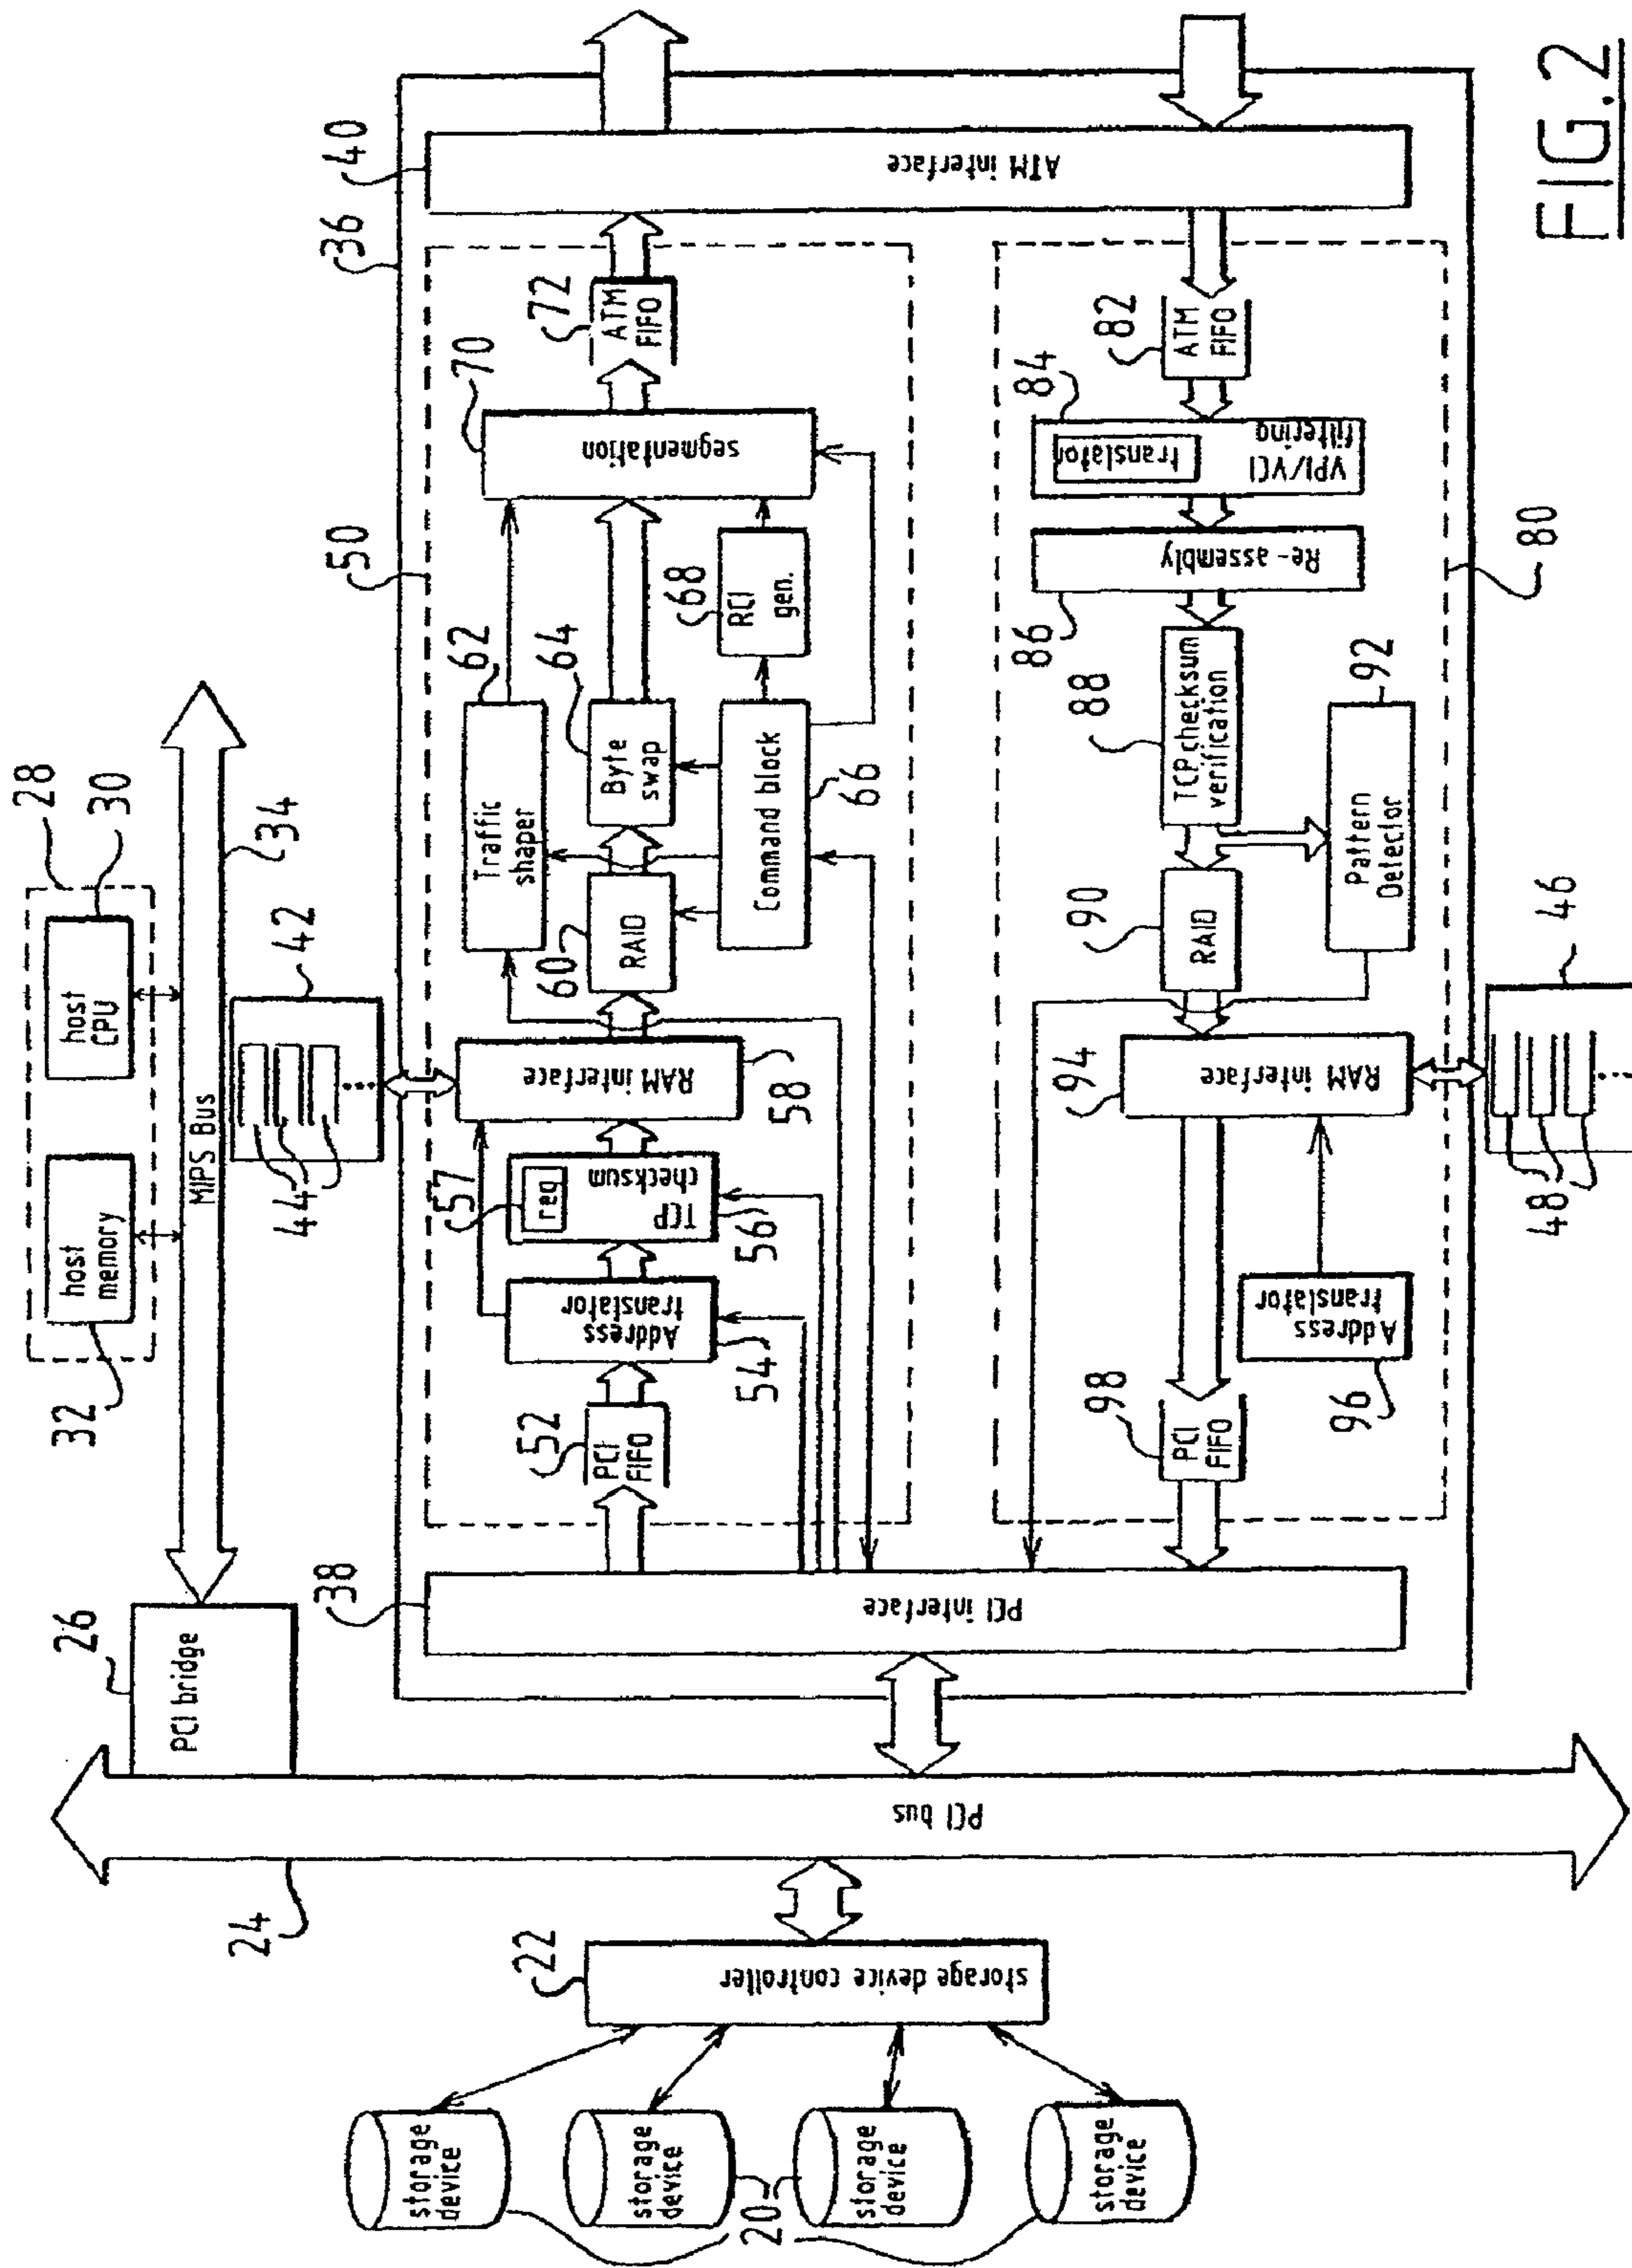 FIG.2
28
30
host
CPU
host
memory
32
34
MIPS Bus
26
PCI bridge
42
44
36
40
ATM interface
50
38
PCI interface
52
PCI
FIFO
54
Address
translator
57
reg
TCP
checksum
56
RAM interface
58
60
RAID
62
Traffic
shaper
64
Byte
swap
Command block
66
68
RCI
gen.
70
segmentation
72
ATM
FIFO
80
82
ATM
FIFO
84
translator
VPI/VCI
filtering
86
Re-assembly
88
TCP checksum
verification
90
RAID
92
Pattern
Detector
94
RAM interface
46
48
96
Address
translator
98
PCI
FIFO
24
PCI bus
22
storage device controller
20
storage
device
storage
device
storage
device
storage
device